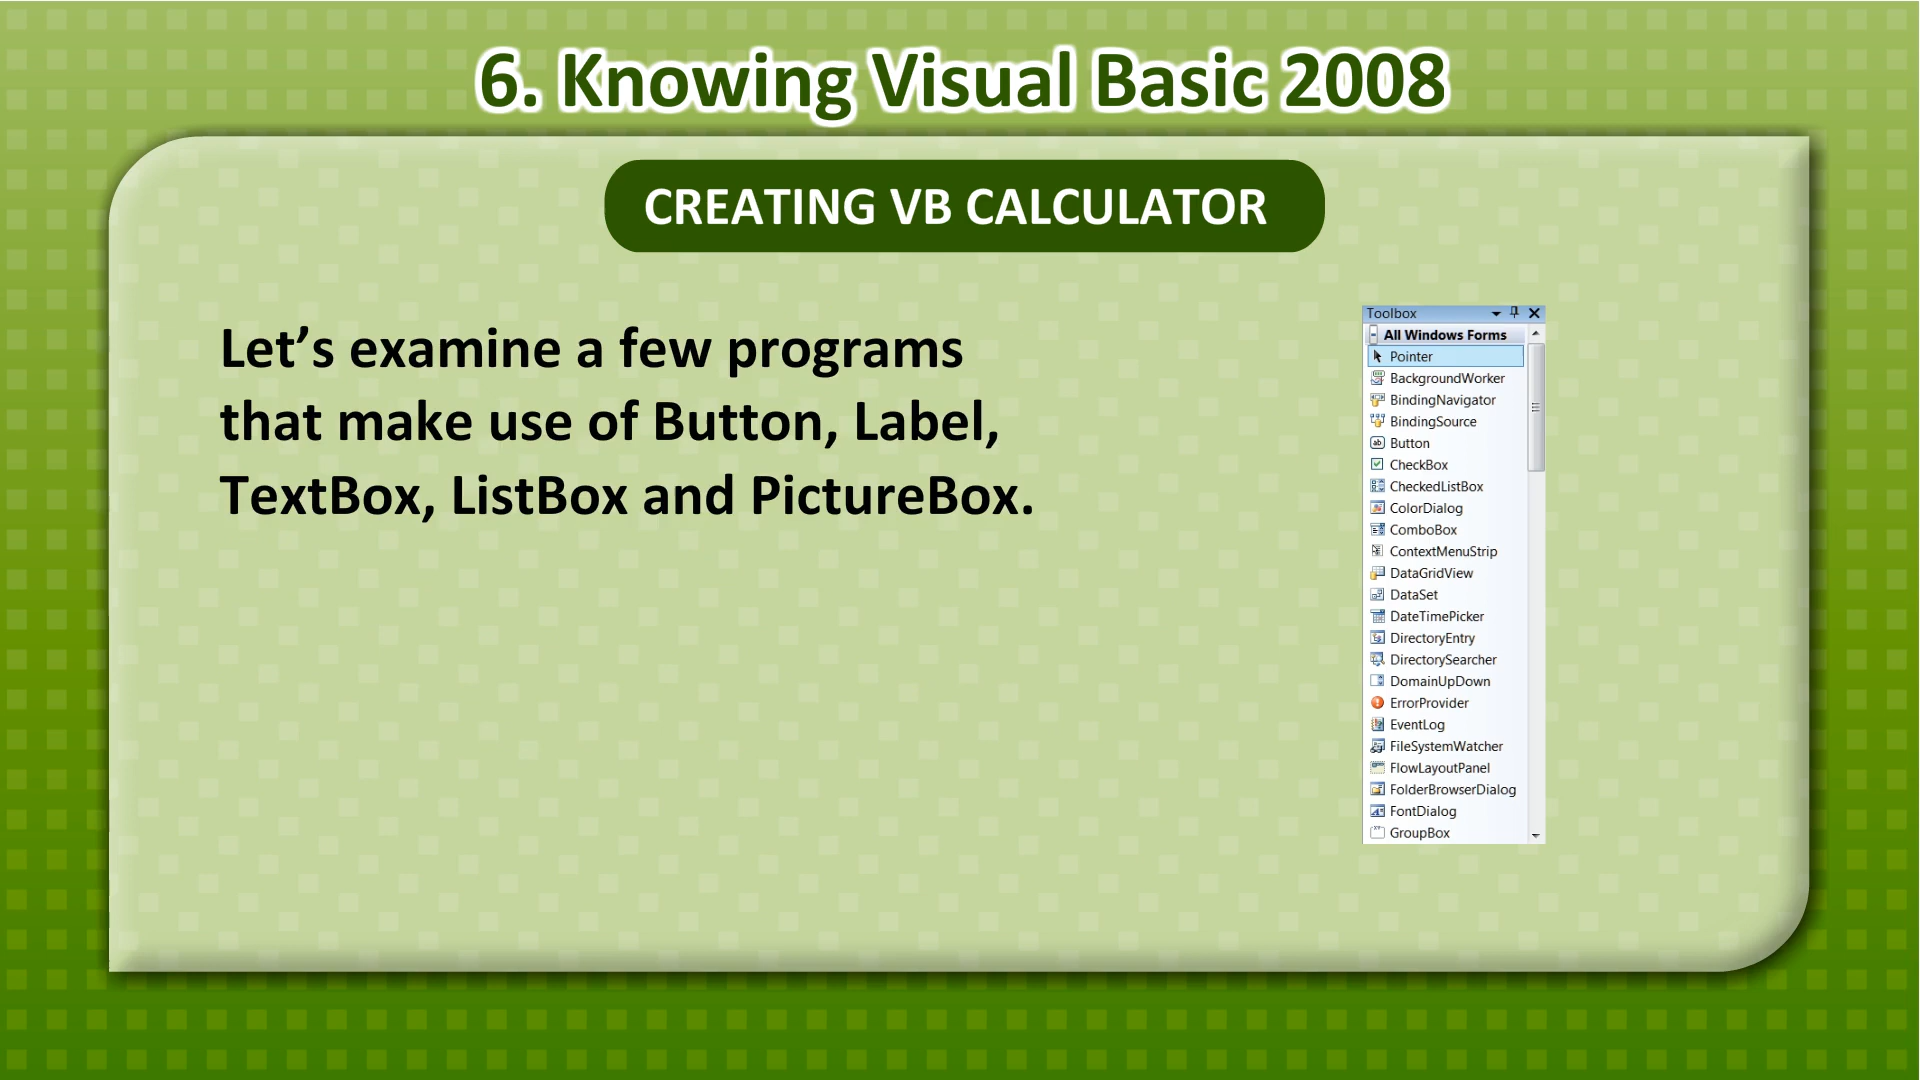 6. Knowing Visual Basic 2008
CREATING VB CALCULATOR
Let’s examine a few programs
that make use of Button, Label,
TextBox, ListBox and PictureBox.
Toolbox
All Windows Forms
Pointer
BackgroundWorker
BindingNavigator
BindingSource
Button
CheckBox
CheckedListBox
ColorDialog
ComboBox
ContextMenuStrip
DataGridView
DataSet
DateTimePicker
DirectoryEntry
DirectorySearcher
DomainUpDown
ErrorProvider
EventLog
FileSystemWatcher
FlowLayoutPanel
FolderBrowserDialog
FontDialog
GroupBox